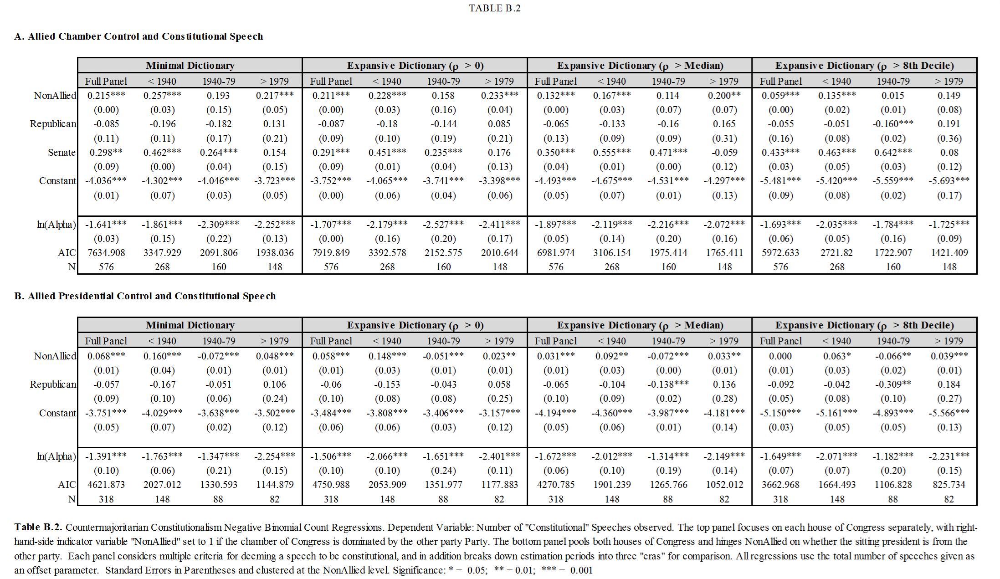 TABLE B.2
A. Allied Chamber Control and Constitutional Speech
Minimal Dictionary Expansive Dictionary (ρ > 0) Expansive Dictionary (ρ > Median) Expansive Dictionary (ρ > 8th Decile)
Full Panel < 1940 1940-79 > 1979 Full Panel < 1940 1940-79 > 1979 Full Panel < 1940 1940-79 > 1979 Full Panel < 1940 1940-79 > 1979
NonAllied 0.215*** 0.257*** 0.193 0.217*** 0.211*** 0.228*** 0.158 0.233*** 0.132*** 0.167*** 0.114 0.200** 0.059*** 0.135*** 0.015 0.149
(0.00) (0.03) (0.15) (0.05) (0.00) (0.03) (0.16) (0.04) (0.00) (0.03) (0.07) (0.07) (0.00) (0.02) (0.01) (0.08)
Republican -0.085 -0.196 -0.182 0.131 -0.087 -0.18 -0.144 0.085 -0.065 -0.133 -0.16 0.165 -0.055 -0.051 -0.160*** 0.191
(0.11) (0.11) (0.17) (0.21) (0.09) (0.10) (0.19) (0.21) (0.13) (0.09) (0.09) (0.31) (0.16) (0.08) (0.02) (0.36)
Senate 0.298** 0.462*** 0.264*** 0.154 0.291*** 0.451*** 0.235*** 0.176 0.350*** 0.555*** 0.471*** -0.059 0.433*** 0.463*** 0.642*** 0.08
(0.09) (0.00) (0.04) (0.15) (0.09) (0.01) (0.04) (0.13) (0.04) (0.01) (0.00) (0.12) (0.03) (0.05) (0.03) (0.12)
Constant -4.036*** -4.302*** -4.046*** -3.723*** -3.752*** -4.065*** -3.741*** -3.398*** -4.493*** -4.675*** -4.531*** -4.297*** -5.481*** -5.420*** -5.559*** -5.693***
(0.01) (0.07) (0.03) (0.05) (0.00) (0.06) (0.04) (0.06) (0.05) (0.07) (0.01) (0.13) (0.09) (0.08) (0.02) (0.17)
ln(Alpha) -1.641*** -1.861*** -2.309*** -2.252*** -1.707*** -2.179*** -2.527*** -2.411*** -1.897*** -2.119*** -2.216*** -2.072*** -1.693*** -2.035*** -1.784*** -1.725***
(0.03) (0.15) (0.22) (0.13) (0.00) (0.16) (0.20) (0.17) (0.05) (0.14) (0.20) (0.16) (0.06) (0.05) (0.16) (0.09)
AIC 7634.908 3347.929 2091.806 1938.036 7919.849 3392.578 2152.575 2010.644 6981.974 3106.154 1975.414 1765.411 5972.633 2721.82 1722.907 1421.409
N 576 268 160 148 576 268 160 148 576 268 160 148 576 268 160 148
B. Allied Presidential Control and Constitutional Speech
Minimal Dictionary Expansive Dictionary (ρ > 0) Expansive Dictionary (ρ > Median) Expansive Dictionary (ρ > 8th Decile)
Full Panel < 1940 1940-79 > 1979 Full Panel < 1940 1940-79 > 1979 Full Panel < 1940 1940-79 > 1979 Full Panel < 1940 1940-79 > 1979
NonAllied 0.068*** 0.160*** -0.072*** 0.048*** 0.058*** 0.148*** -0.051*** 0.023** 0.031*** 0.092** -0.072*** 0.033** 0.000 0.063* -0.066** 0.039***
(0.01) (0.04) (0.01) (0.01) (0.01) (0.03) (0.01) (0.01) (0.01) (0.03) (0.00) (0.01) (0.01) (0.03) (0.02) (0.01)
Republican -0.057 -0.167 -0.051 0.106 -0.06 -0.153 -0.043 0.058 -0.065 -0.104 -0.138*** 0.136 -0.092 -0.042 -0.309** 0.184
(0.09) (0.10) (0.06) (0.24) (0.10) (0.08) (0.08) (0.25) (0.10) (0.09) (0.02) (0.28) (0.05) (0.08) (0.10) (0.27)
Constant -3.751*** -4.029*** -3.638*** -3.502*** -3.484*** -3.808*** -3.406*** -3.157*** -4.194*** -4.360*** -3.987*** -4.181*** -5.150*** -5.161*** -4.893*** -5.566***
(0.05) (0.07) (0.02) (0.12) (0.06) (0.06) (0.03) (0.12) (0.05) (0.06) (0.01) (0.14) (0.03) (0.05) (0.05) (0.13)
ln(Alpha) -1.391*** -1.763*** -1.347*** -2.254*** -1.506*** -2.066*** -1.651*** -2.401*** -1.672*** -2.012*** -1.314*** -2.149*** -1.649*** -2.071*** -1.182*** -2.231***
(0.10) (0.06) (0.21) (0.15) (0.10) (0.10) (0.24) (0.11) (0.06) (0.10) (0.19) (0.14) (0.07) (0.07) (0.20) (0.15)
AIC 4621.873 2027.012 1330.593 1144.879 4750.988 2053.909 1351.977 1177.883 4270.785 1901.239 1265.766 1052.012 3662.968 1664.493 1106.828 825.734
N 318 148 88 82 318 148 88 82 318 148 88 82 318 148 88 82
Table B.2. Countermajoritarian Constitutionalism Negative Binomial Count Regressions. Dependent Variable: Number of "Constitutional" Speeches observed. The top panel focuses on each house of Congress separately, with right-
hand-side indicator variable "NonAllied" set to 1 if the chamber of Congress is dominated by the other party Party. The bottom panel pools both houses of Congress and hinges NonAllied on whether the sitting president is from the
other party. Each panel considers multiple criteria for deeming a speech to be constitutional, and in addition breaks down estimation periods into three "eras" for comparison. All regressions use the total number of speeches given as
an offset parameter. Standard Errors in Parentheses and clustered at the NonAllied level. Significance: * = 0.05; ** = 0.01; *** = 0.001